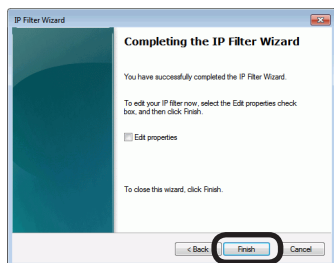 IP Filter Wizard
Completing the IP Filter Wizard
You have successfully completed the IP Filter Wizard.
To edit your IP filter now, select the Edit properties check
box, and then click Finish.
Edit properties
To close this wizard, click Finish.
< Back
Finish
Cancel